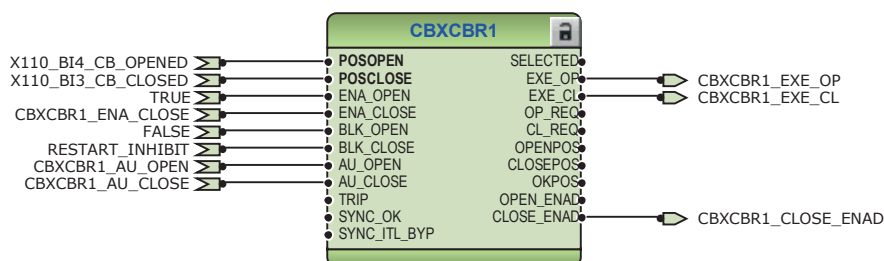 CBXCBR1
X110_BI4_CB_OPENED POSOPEN SELECTED
X110_BI3_CB_CLOSED POSCLOSE EXE_OP CBXCBR1_EXE_OP
TRUE ENA_OPEN EXE_CL CBXCBR1_EXE_CL
CBXCBR1_ENA_CLOSE ENA_CLOSE OP_REQ
FALSE BLK_OPEN CL_REQ
RESTART_INHIBIT BLK_CLOSE OPENPOS
CBXCBR1_AU_OPEN AU_OPEN CLOSEPOS
CBXCBR1_AU_CLOSE AU_CLOSE OKPOS
TRIP OPEN_ENAD
SYNC_OK CLOSE_ENAD CBXCBR1_CLOSE_ENAD
SYNC_ITL_BYP